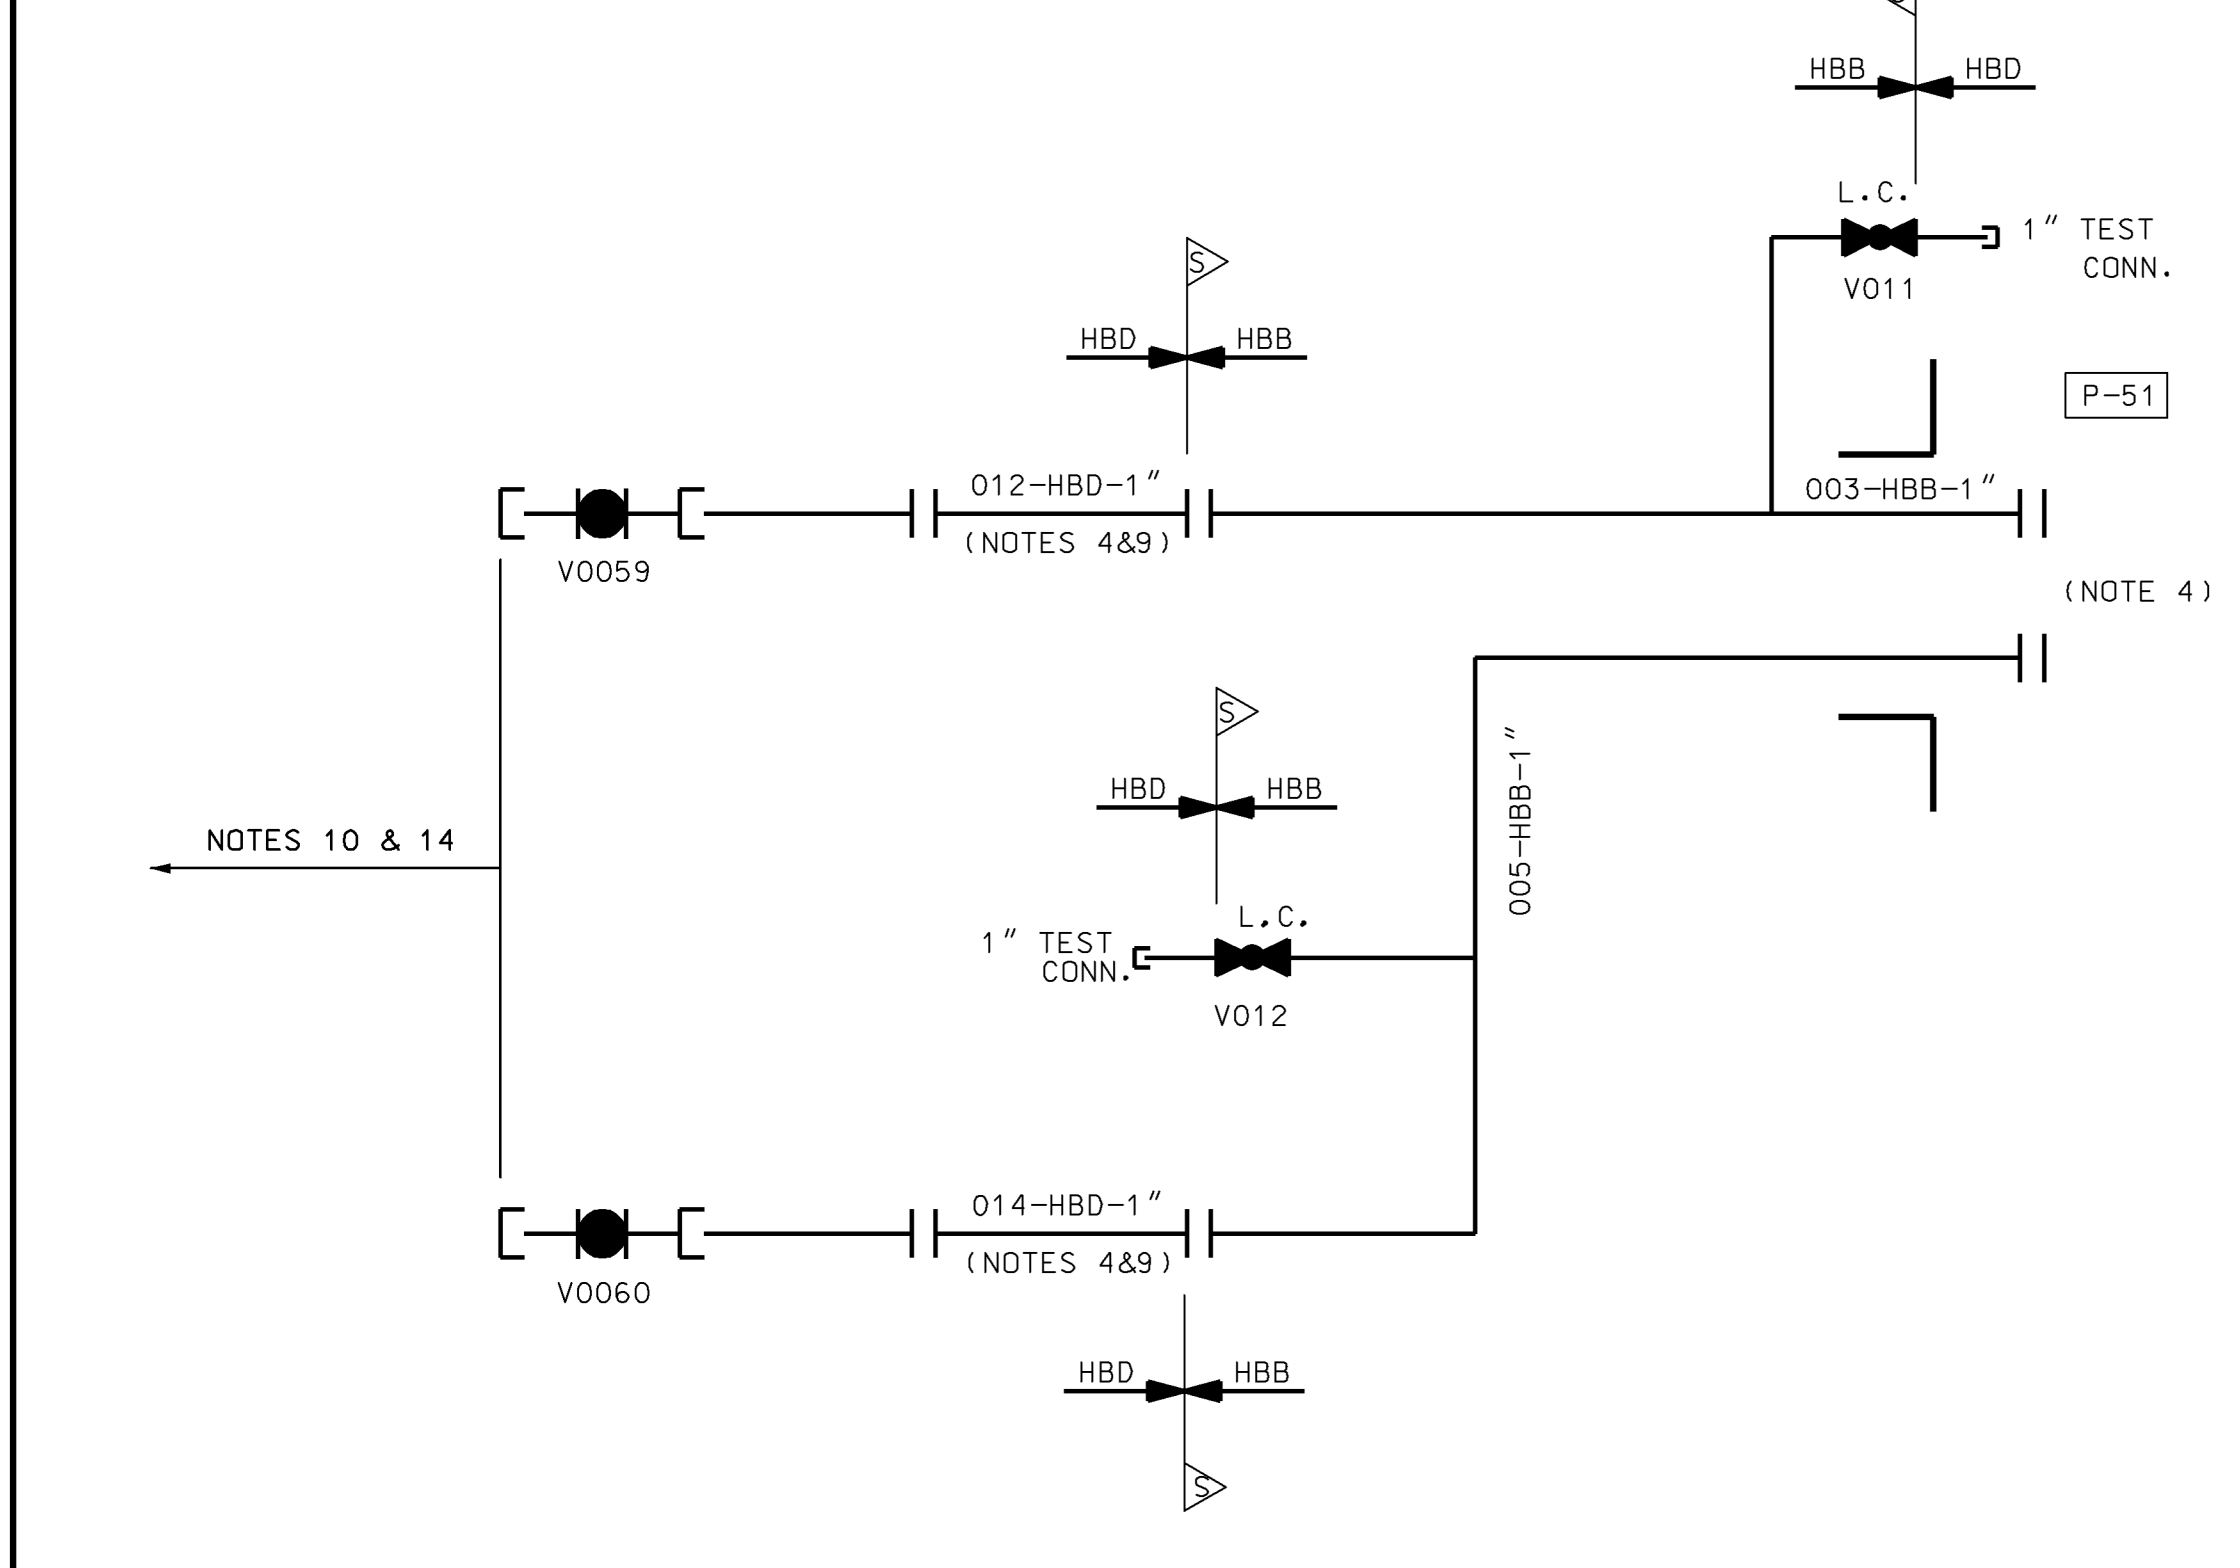 HBB HBD
L.C.
1" TEST
CONN.
V011
S
HBD HBB
P-51
012-HBD-1"
003-HBB-1"
(NOTES 4&9)
V0059
(NOTE 4)
S
HBD HBB
005-HBB-1"
NOTES 10 & 14
L.C.
1" TEST
CONN.
V012
014-HBD-1"
(NOTES 4&9)
V0060
HBD HBB
S